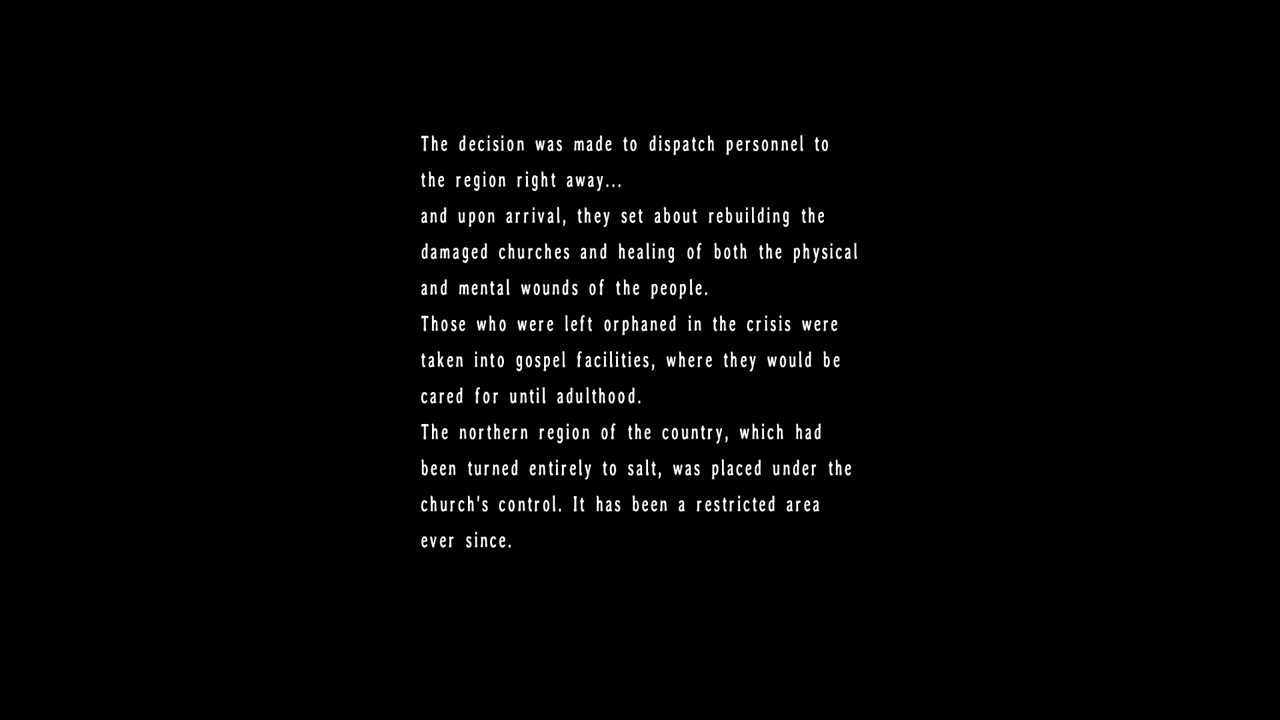 The decision was made to dispatch personnel to
the region right away...
and upon arrival, they set about rebuilding the
damaged churches and healing of both the physical
and mental wounds of the people.
Those who were left orphaned in the crisis were
taken into gospel facilities, where they would be
cared for until adulthood.
The northern region of the country, which had
been turned entirely to salt, was placed under the
church's control. It has been a restricted area
ever since.